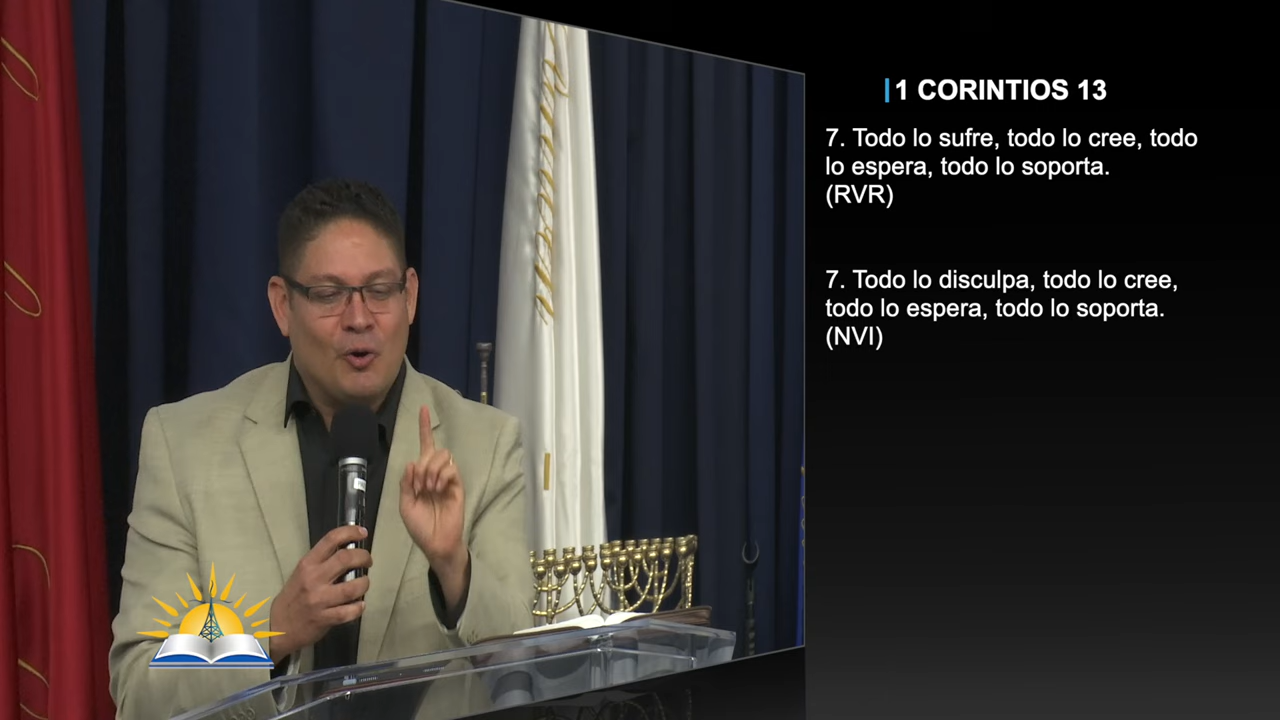 1 CORINTIOS 13
7. Todo lo sufre, todo lo cree, todo
lo espera, todo lo soporta.
(RVR)
7. Todo lo disculpa, todo lo cree,
todo lo espera, todo lo soporta.
(NVI)